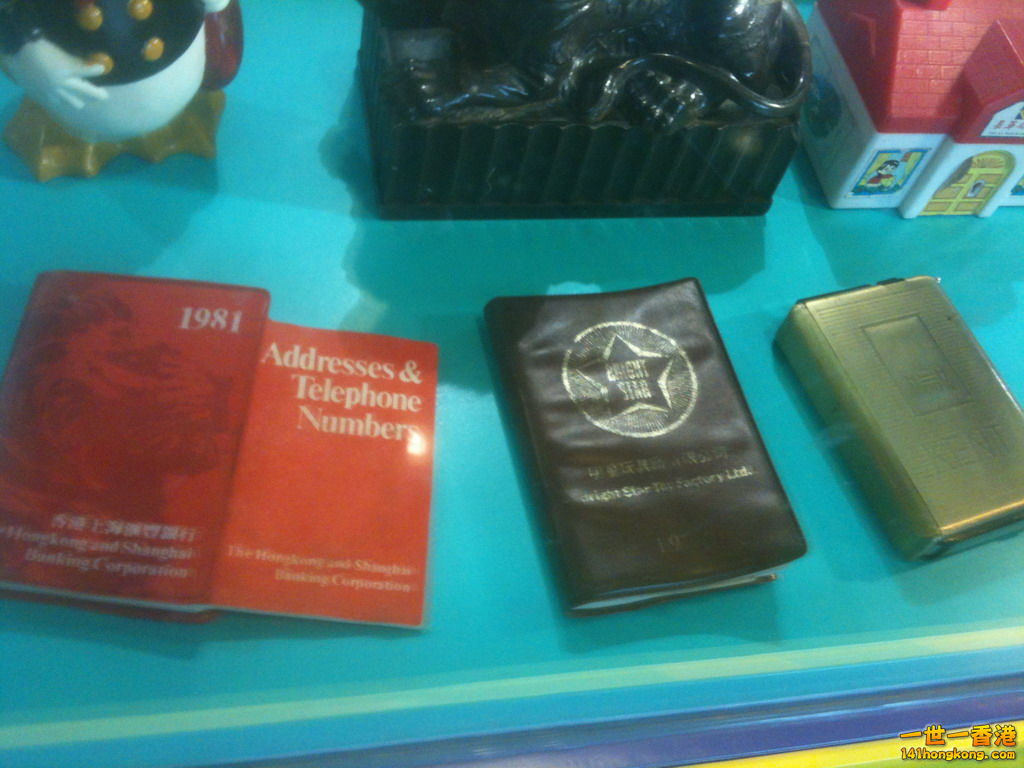 1981
香港上海滙豐銀行
The Hongkong and Shanghai
Banking Corporation
Addresses &
Telephone
Numbers
The Hongkong and Shanghai
Banking Corporation
BRIGHT
STAR
Bright Star Tin Factory Ltd.
一世一香港
141hongkong.com